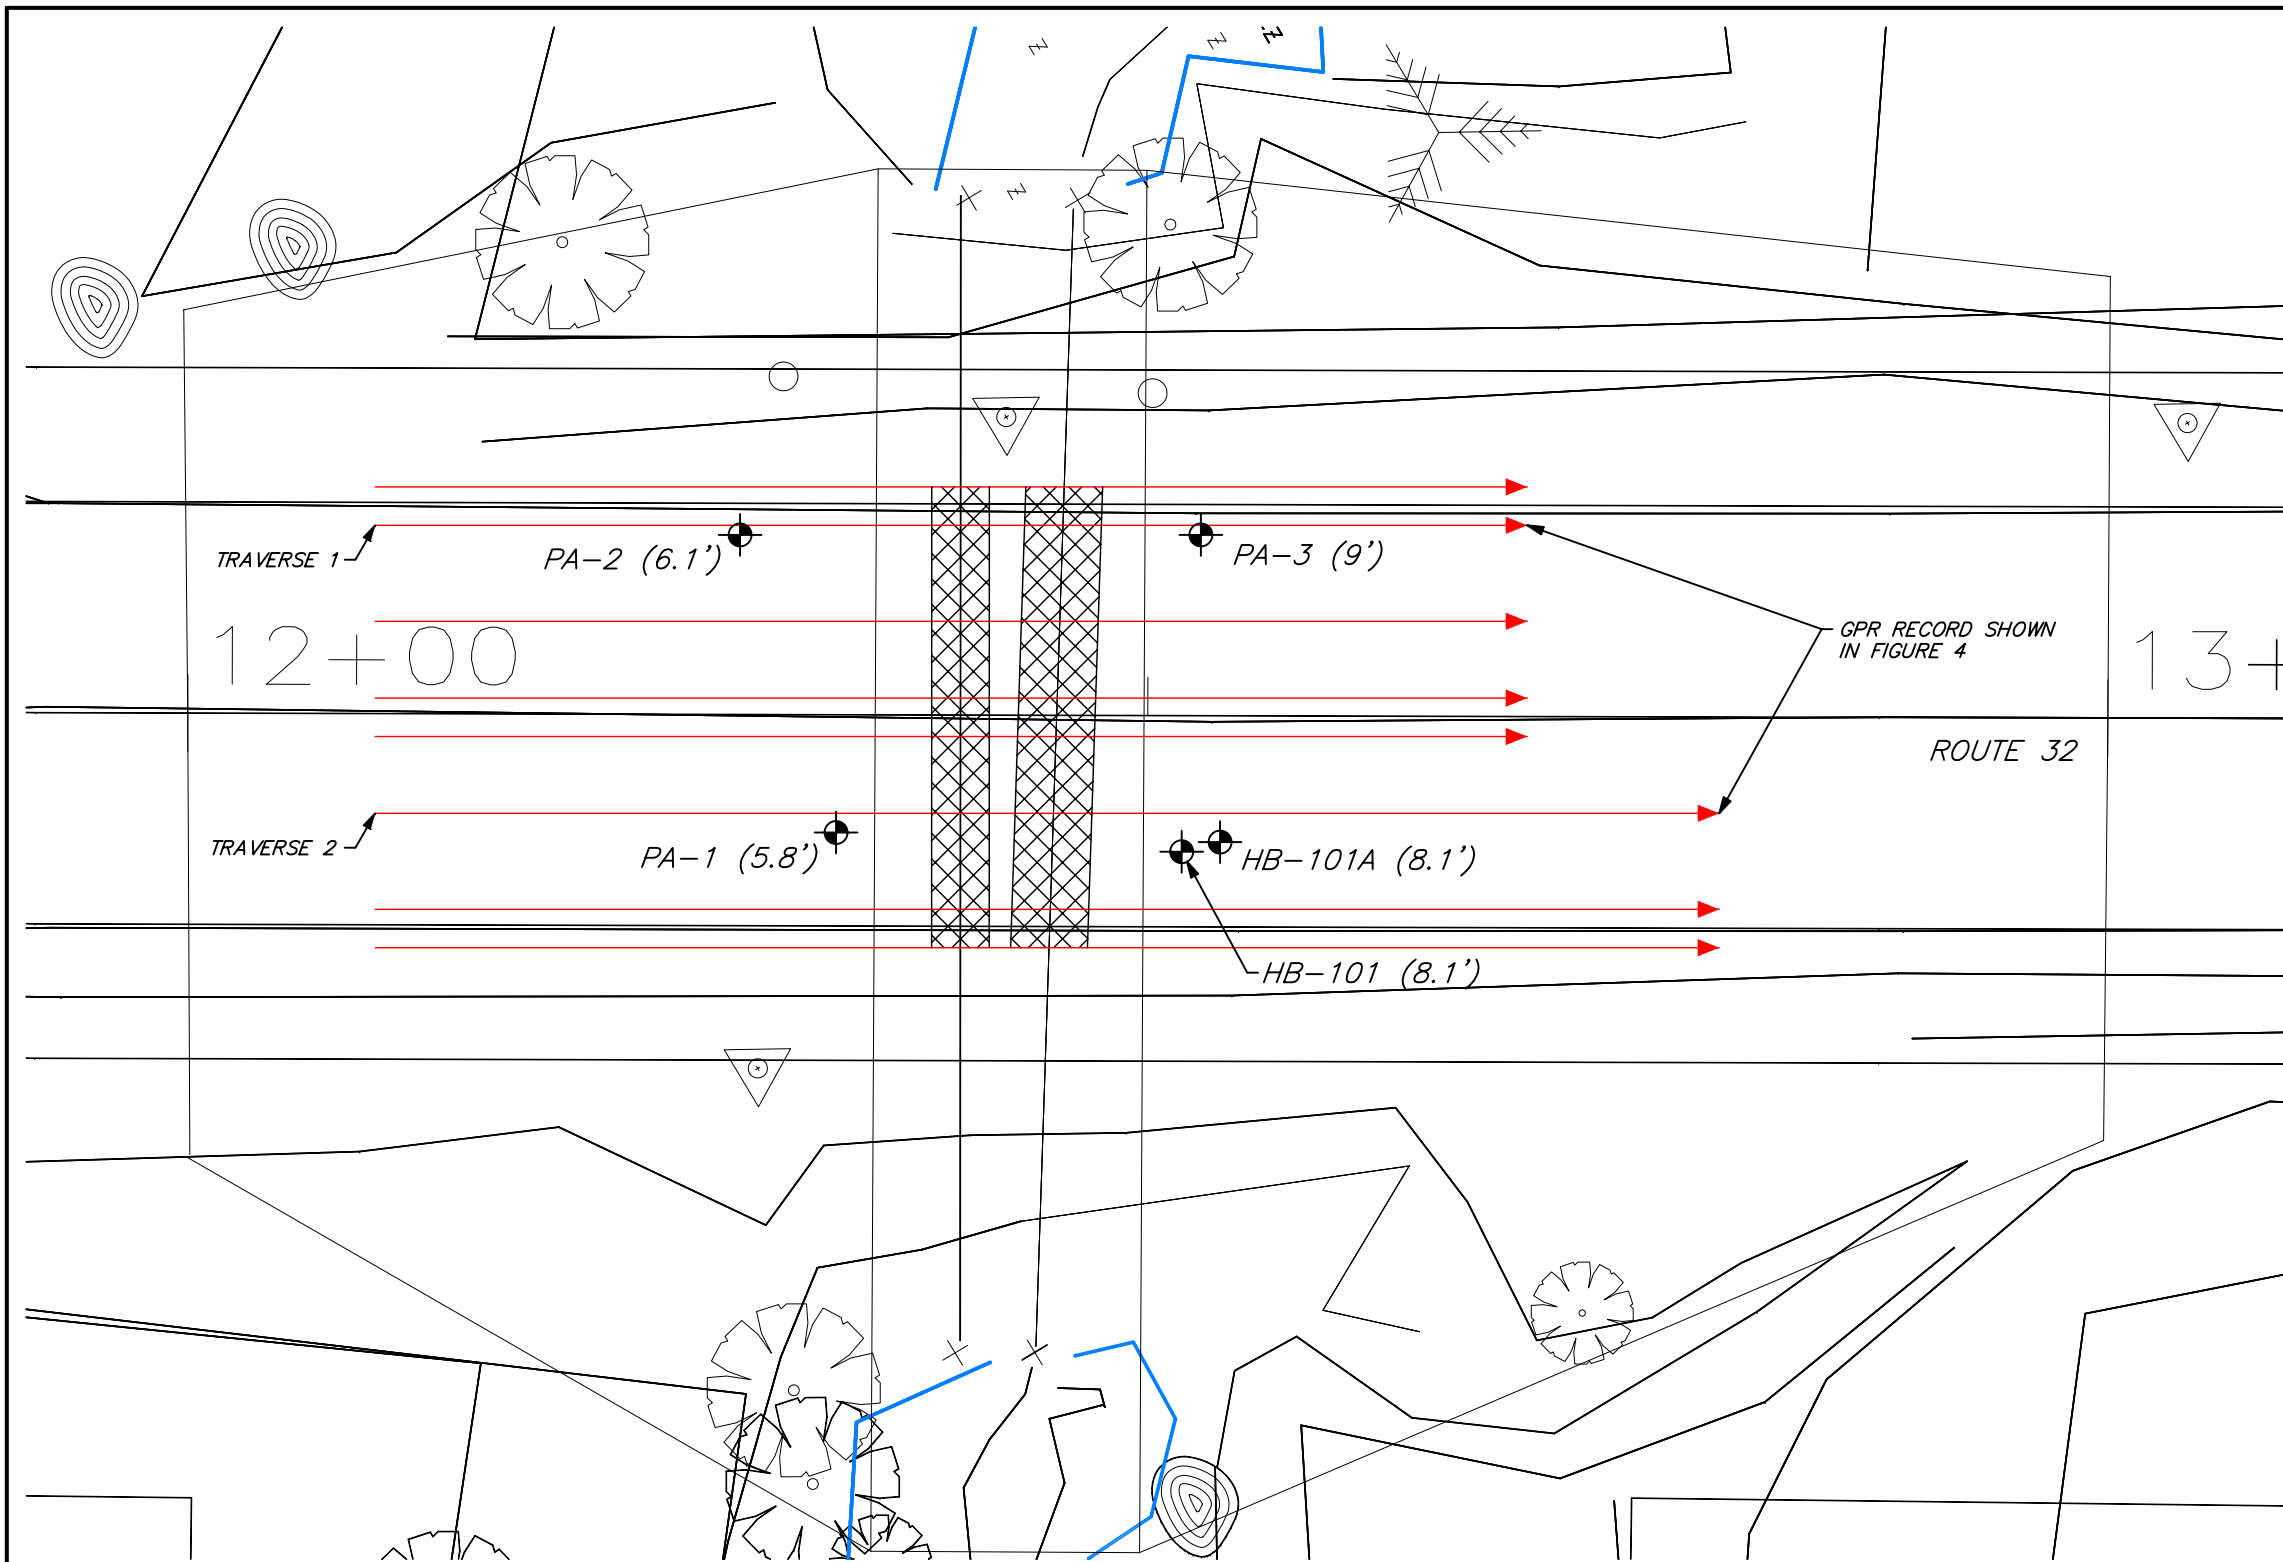 TRAVERSE 1
PA-2 (6.1')
PA-3 (9')
12+00
GPR RECORD SHOWN
IN FIGURE 4
13+
ROUTE 32
TRAVERSE 2
PA-1 (5.8')
HB-101A (8.1')
HB-101 (8.1')